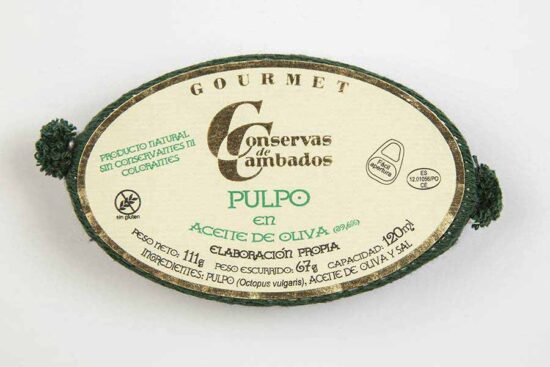 GOURMET
Conservas
de
Cambados
PRODUCTO NATURAL
SIN CONSERVANTES NI
COLORANTES
sin gluten
Fácil
apertura
ES
12.01056/PO
CE
PULPO
en
ACEITE DE OLIVA
ELABORACIÓN PROPIA
PESO NETO: 111g PESO ESCURRIDO: 67g CAPACIDAD: 120ml
INGREDIENTES: PULPO (Octopus vulgaris), ACEITE DE OLIVA Y SAL